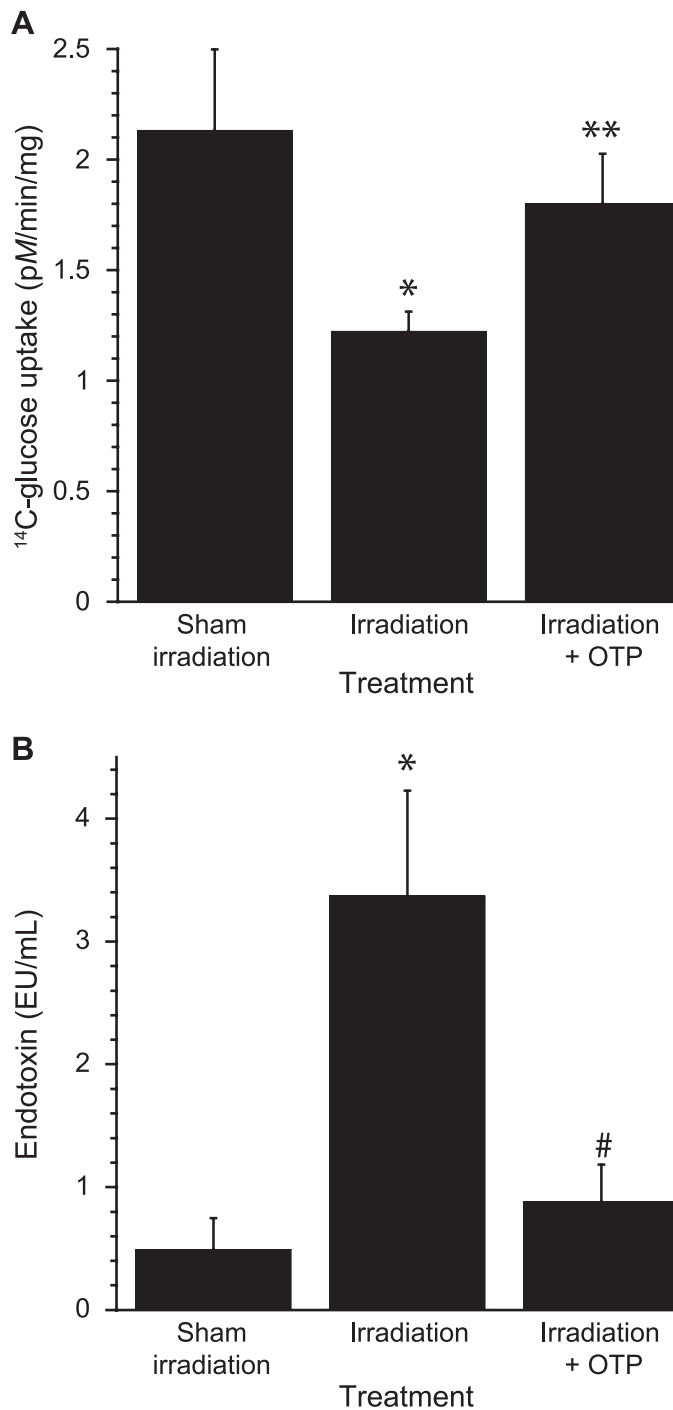 A
¹⁴C-glucose uptake (pM/min/mg)
2.5
2
1.5
1
0.5
0
*
**
Sham
irradiation
Irradiation
Irradiation
+ OTP
Treatment
B
Endotoxin (EU/mL)
4
3
2
1
0
*
#
Sham
irradiation
Irradiation
Irradiation
+ OTP
Treatment